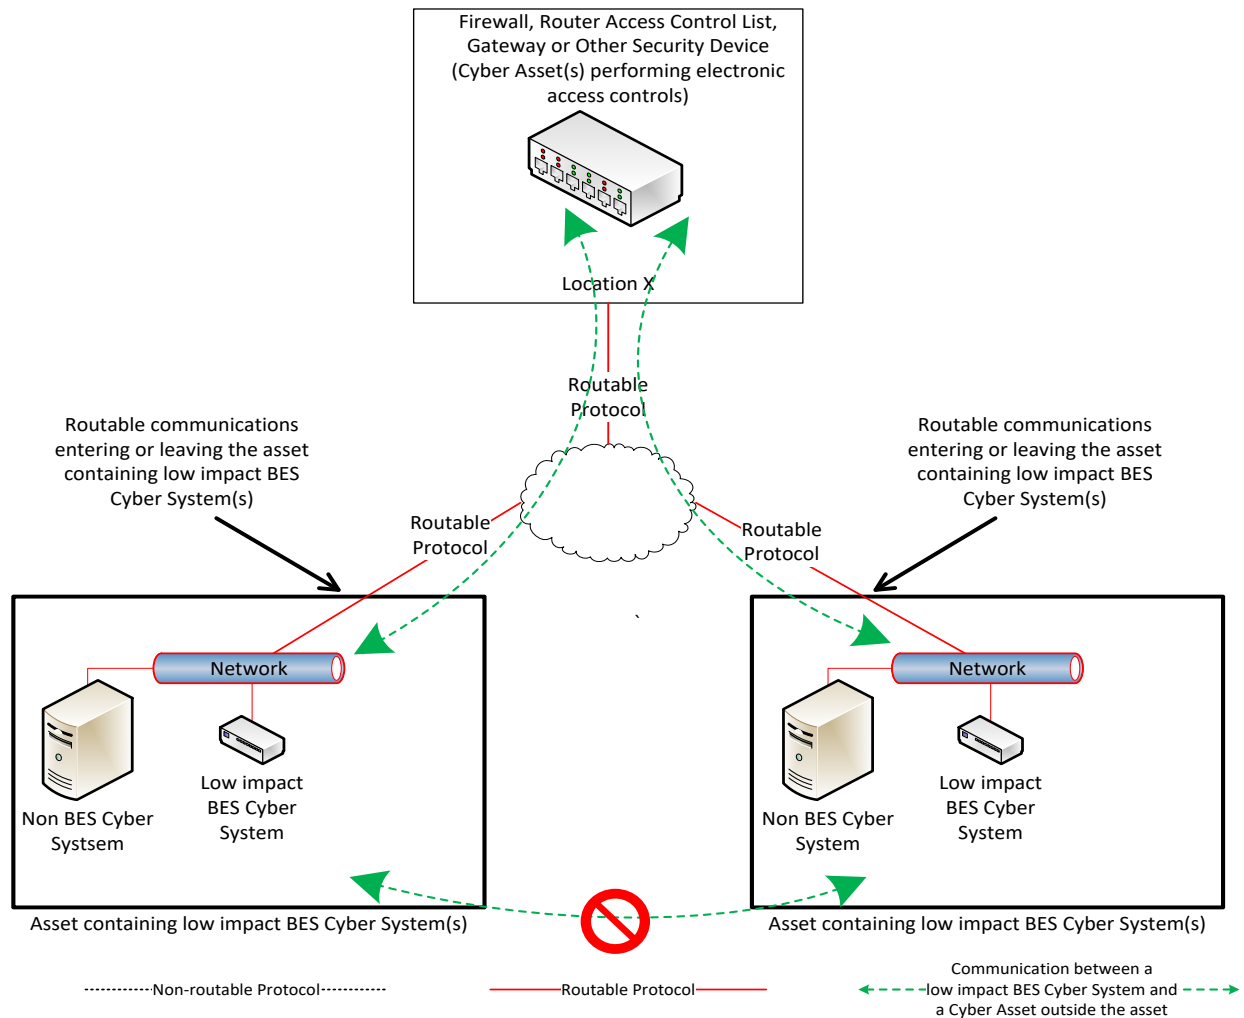 Firewall, Router Access Control List,
Gateway or Other Security Device
(Cyber Asset(s) performing electronic
access controls)
Location X
Routable
Protocol
Routable communications
entering or leaving the asset
containing low impact BES
Cyber System(s)
Routable communications
entering or leaving the asset
containing low impact BES
Cyber System(s)
Routable
Protocol
Routable
Protocol
`
Network
Non BES Cyber
Systsem
Low impact
BES Cyber
System
Network
Non BES Cyber
System
Low impact
BES Cyber
System
Asset containing low impact BES Cyber System(s)
Asset containing low impact BES Cyber System(s)
Non-routable Protocol
Routable Protocol
Communication between a
low impact BES Cyber System and
a Cyber Asset outside the asset